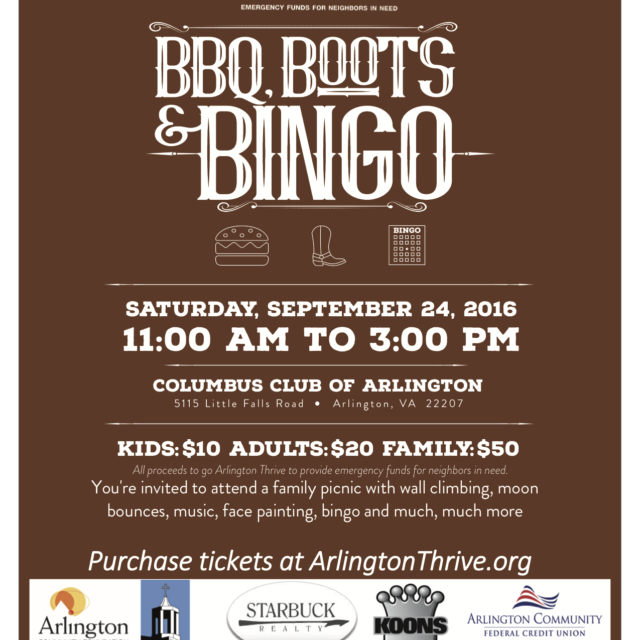 EMERGENCY FUNDS FOR NEIGHBORS IN NEED
BBQ, BOOTS
& BINGO
BINGO
SATURDAY, SEPTEMBER 24, 2016
11:00 AM TO 3:00 PM
COLUMBUS CLUB OF ARLINGTON
5115 Little Falls Road • Arlington, VA 22207
KIDS: $10 ADULTS: $20 FAMILY: $50
All proceeds to go Arlington Thrive to provide emergency funds for neighbors in need.
You're invited to attend a family picnic with wall climbing, moon
bounces, music, face painting, bingo and much, much more
Purchase tickets at ArlingtonThrive.org
Arlington
STARBUCK
REALTY
KOONS
ARLINGTON COMMUNITY
FEDERAL CREDIT UNION